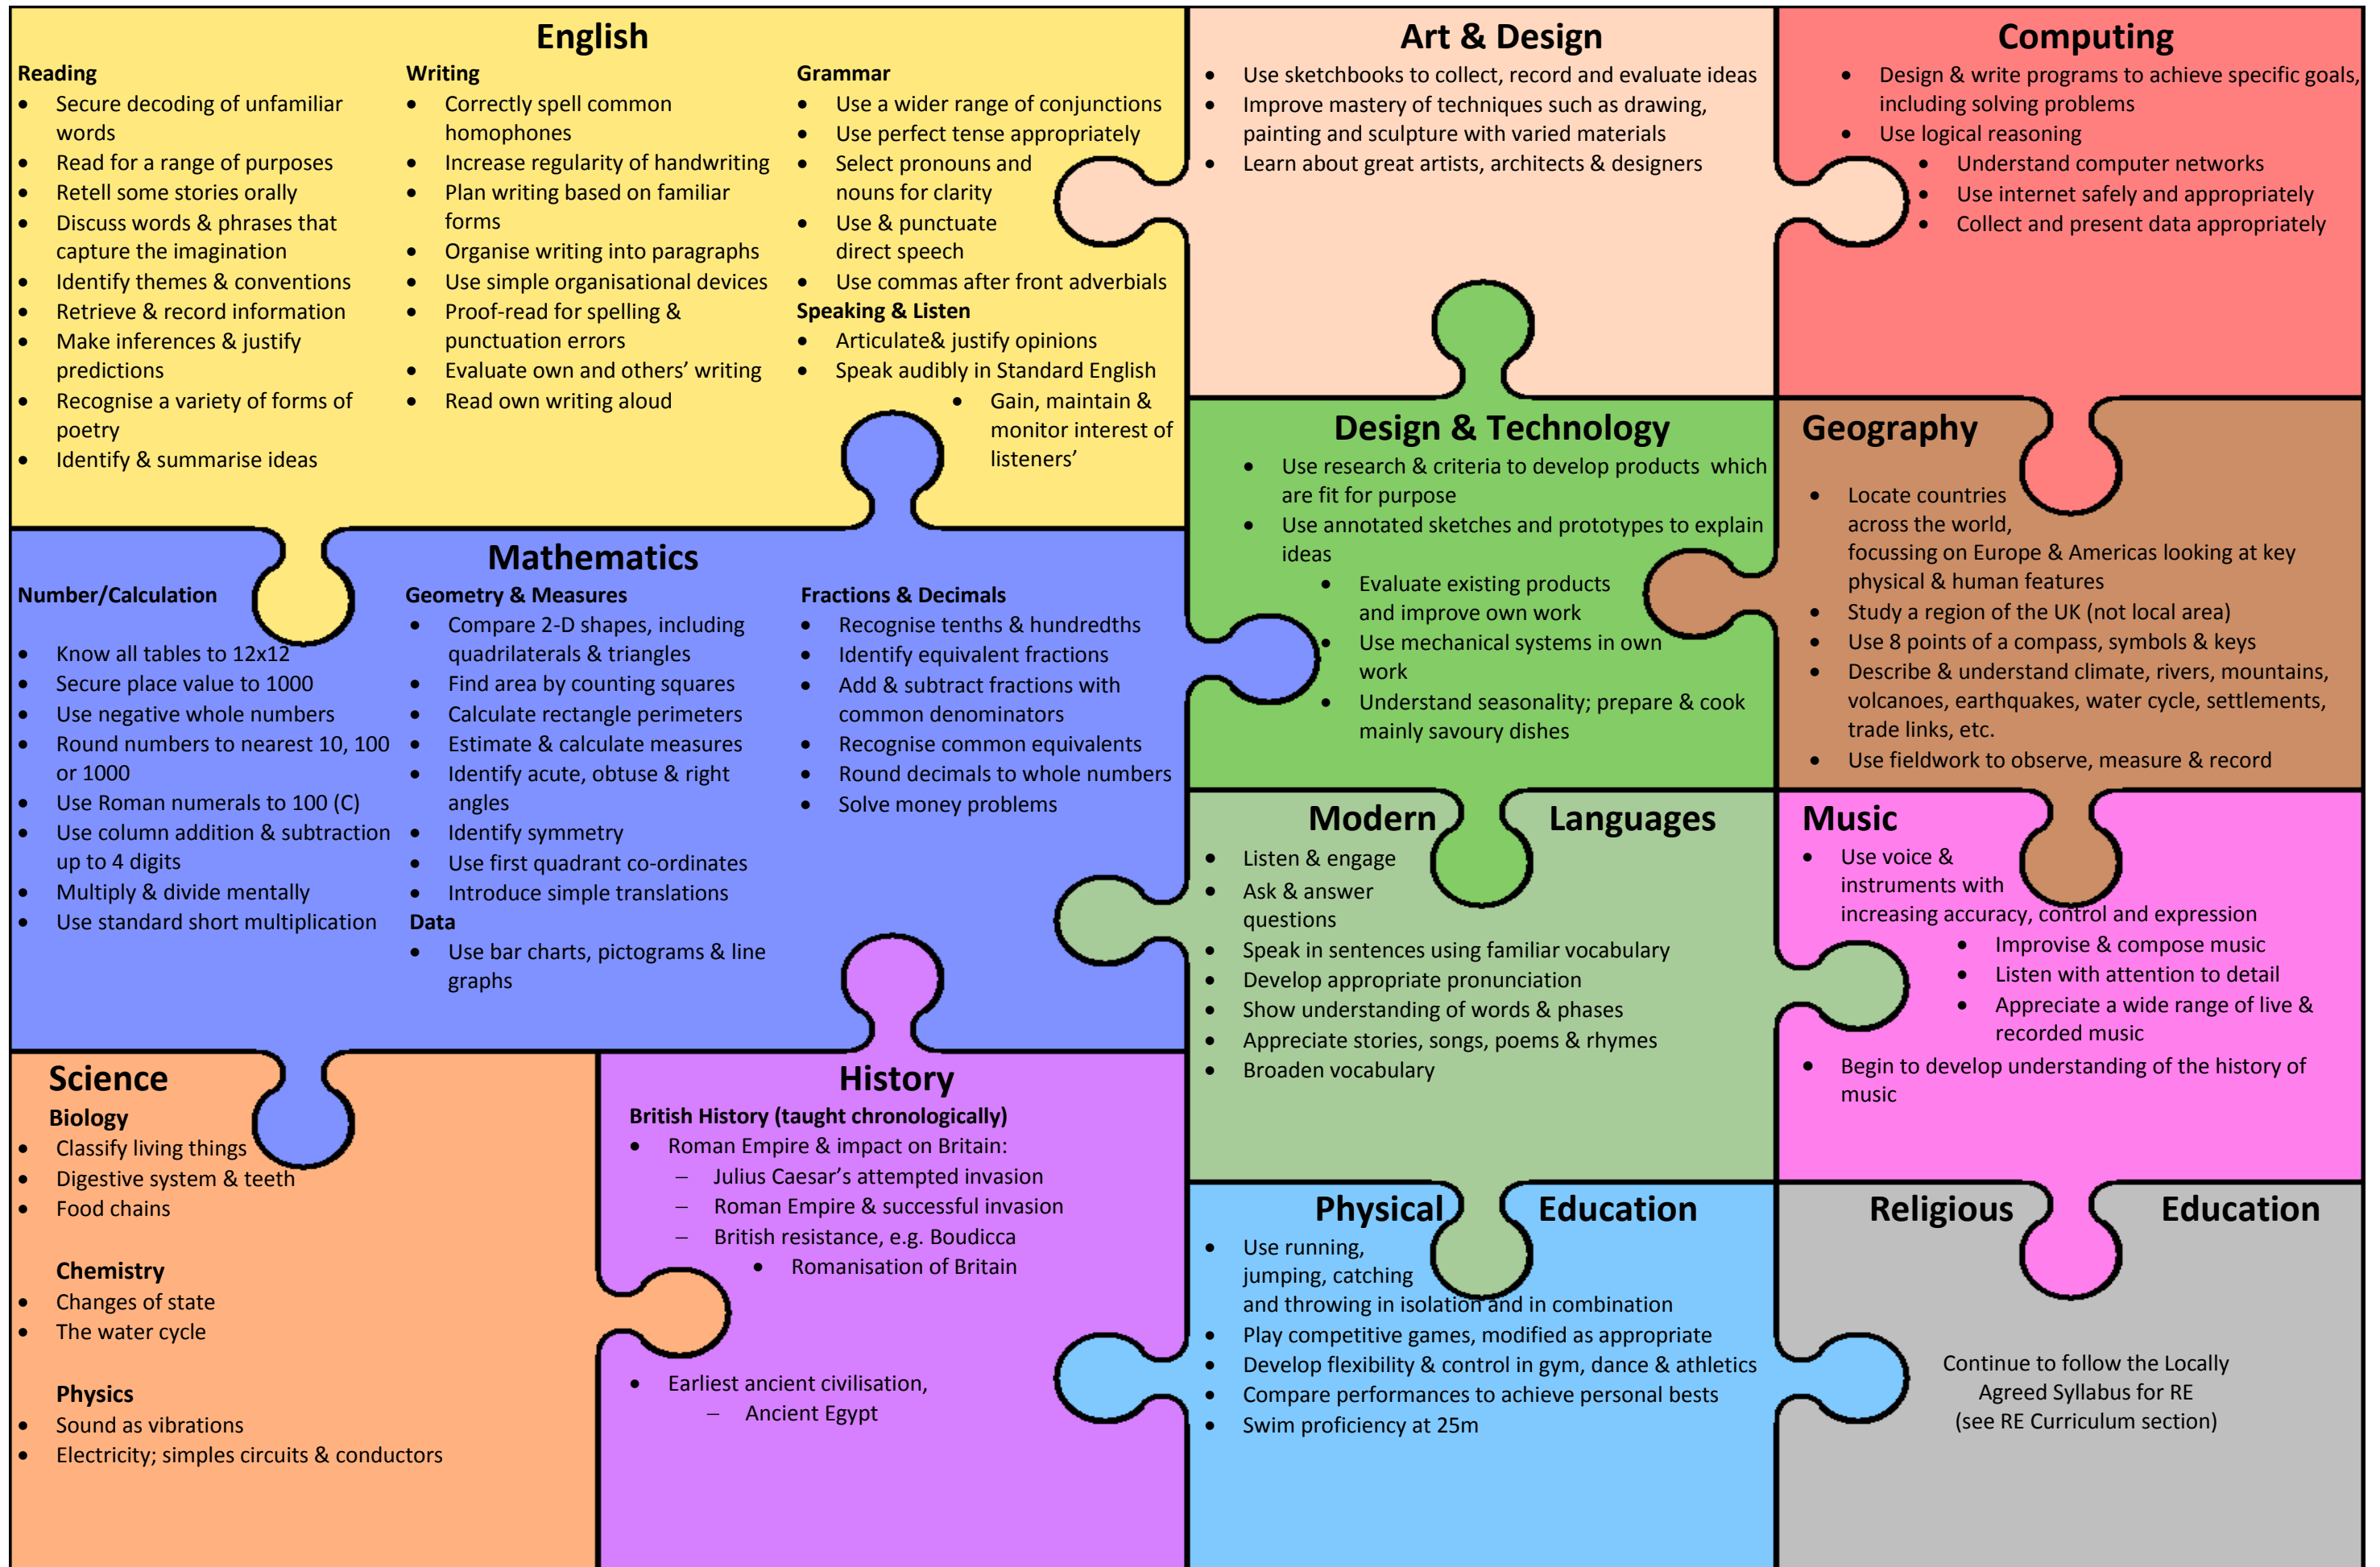 English
Reading
• Secure decoding of unfamiliar
words
• Read for a range of purposes
• Retell some stories orally
• Discuss words & phrases that
capture the imagination
• Identify themes & conventions
• Retrieve & record information
• Make inferences & justify
predictions
• Recognise a variety of forms of
poetry
• Identify & summarise ideas
Writing
• Correctly spell common
homophones
• Increase regularity of handwriting
• Plan writing based on familiar
forms
• Organise writing into paragraphs
• Use simple organisational devices
• Proof-read for spelling &
punctuation errors
• Evaluate own and others’ writing
• Read own writing aloud
Grammar
• Use a wider range of conjunctions
• Use perfect tense appropriately
• Select pronouns and
nouns for clarity
• Use & punctuate
direct speech
• Use commas after front adverbials
Speaking & Listen
• Articulate& justify opinions
• Speak audibly in Standard English
• Gain, maintain &
monitor interest of
listeners’
Art & Design
• Use sketchbooks to collect, record and evaluate ideas
• Improve mastery of techniques such as drawing,
painting and sculpture with varied materials
• Learn about great artists, architects & designers
Computing
• Design & write programs to achieve specific goals,
including solving problems
• Use logical reasoning
• Understand computer networks
• Use internet safely and appropriately
• Collect and present data appropriately
Design & Technology
• Use research & criteria to develop products which
are fit for purpose
• Use annotated sketches and prototypes to explain
ideas
• Evaluate existing products
and improve own work
• Use mechanical systems in own
work
• Understand seasonality; prepare & cook
mainly savoury dishes
Geography
• Locate countries
across the world,
focussing on Europe & Americas looking at key
physical & human features
• Study a region of the UK (not local area)
• Use 8 points of a compass, symbols & keys
• Describe & understand climate, rivers, mountains,
volcanoes, earthquakes, water cycle, settlements,
trade links, etc.
• Use fieldwork to observe, measure & record
Mathematics
Number/Calculation
• Know all tables to 12x12
• Secure place value to 1000
• Use negative whole numbers
• Round numbers to nearest 10, 100
or 1000
• Use Roman numerals to 100 (C)
• Use column addition & subtraction
up to 4 digits
• Multiply & divide mentally
• Use standard short multiplication
Geometry & Measures
• Compare 2-D shapes, including
quadrilaterals & triangles
• Find area by counting squares
• Calculate rectangle perimeters
• Estimate & calculate measures
• Identify acute, obtuse & right
angles
• Identify symmetry
• Use first quadrant co-ordinates
• Introduce simple translations
Data
• Use bar charts, pictograms & line
graphs
Fractions & Decimals
• Recognise tenths & hundredths
• Identify equivalent fractions
• Add & subtract fractions with
common denominators
• Recognise common equivalents
• Round decimals to whole numbers
• Solve money problems
Modern Languages
• Listen & engage
• Ask & answer
questions
• Speak in sentences using familiar vocabulary
• Develop appropriate pronunciation
• Show understanding of words & phases
• Appreciate stories, songs, poems & rhymes
• Broaden vocabulary
Music
• Use voice &
instruments with
increasing accuracy, control and expression
• Improvise & compose music
• Listen with attention to detail
• Appreciate a wide range of live &
recorded music
• Begin to develop understanding of the history of
music
Science
Biology
• Classify living things
• Digestive system & teeth
• Food chains
Chemistry
• Changes of state
• The water cycle
Physics
• Sound as vibrations
• Electricity; simples circuits & conductors
History
British History (taught chronologically)
• Roman Empire & impact on Britain:
– Julius Caesar’s attempted invasion
– Roman Empire & successful invasion
– British resistance, e.g. Boudicca
• Romanisation of Britain
• Earliest ancient civilisation,
– Ancient Egypt
Physical Education
• Use running,
jumping, catching
and throwing in isolation and in combination
• Play competitive games, modified as appropriate
• Develop flexibility & control in gym, dance & athletics
• Compare performances to achieve personal bests
• Swim proficiency at 25m
Religious Education
Continue to follow the Locally
Agreed Syllabus for RE
(see RE Curriculum section)